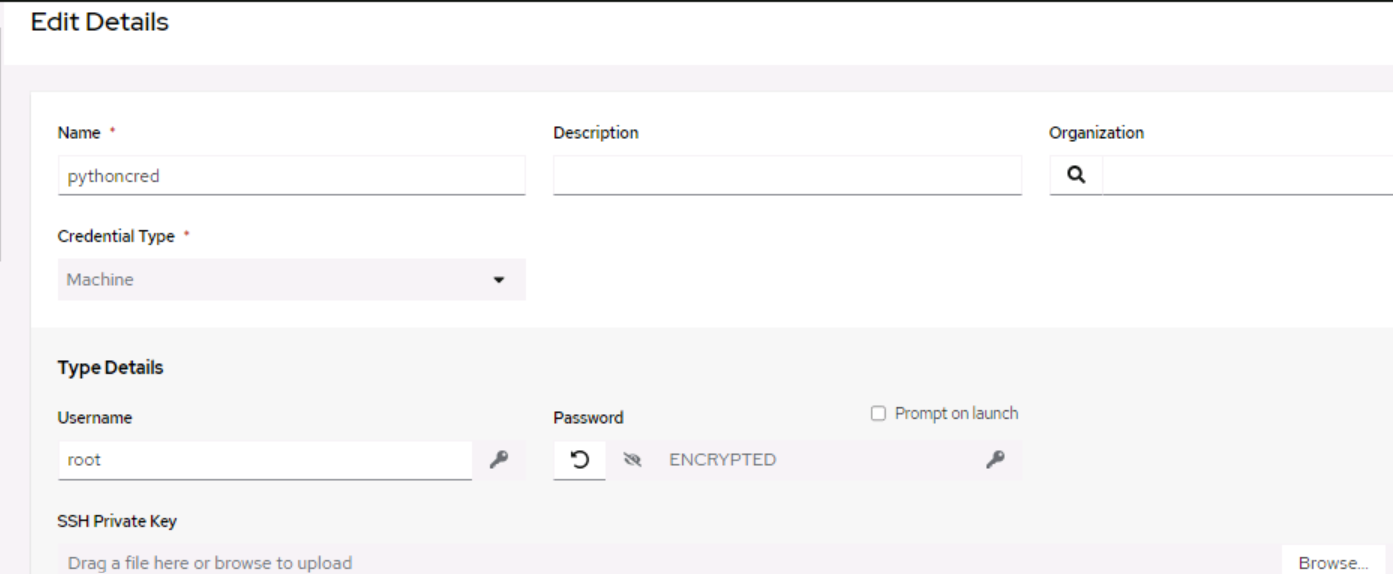 Edit Details
Name *
Description
Organization
pythoncred
Credential Type *
Machine
Type Details
Username
Password
Prompt on launch
root
ENCRYPTED
SSH Private Key
Drag a file here or browse to upload
Browse...